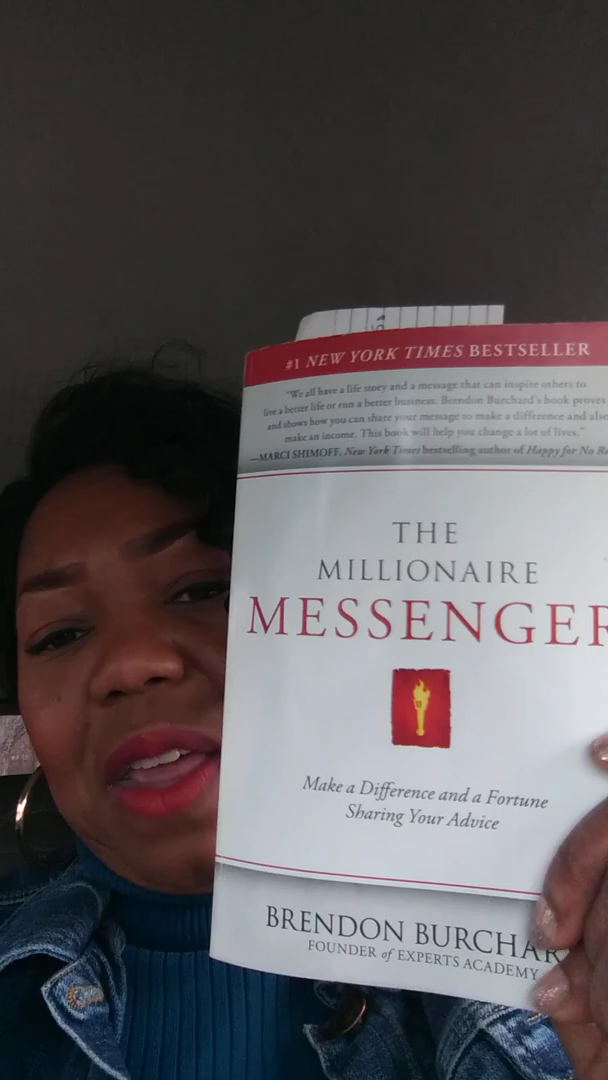 #1 NEW YORK TIMES BESTSELLER
"We all have a life story and a message that can inspire others to
live a better life or run a better business. Brendon Burchard's book proves
and shows how you can share your message to make a difference and also
make an income. This book will help you change a lot of lives."
—MARCI SHIMOFF, New York Times bestselling author of Happy for No Re
THE
MILLIONAIRE
MESSENGER
Make a Difference and a Fortune
Sharing Your Advice
BRENDON BURCHAR
FOUNDER of EXPERTS ACADEMY